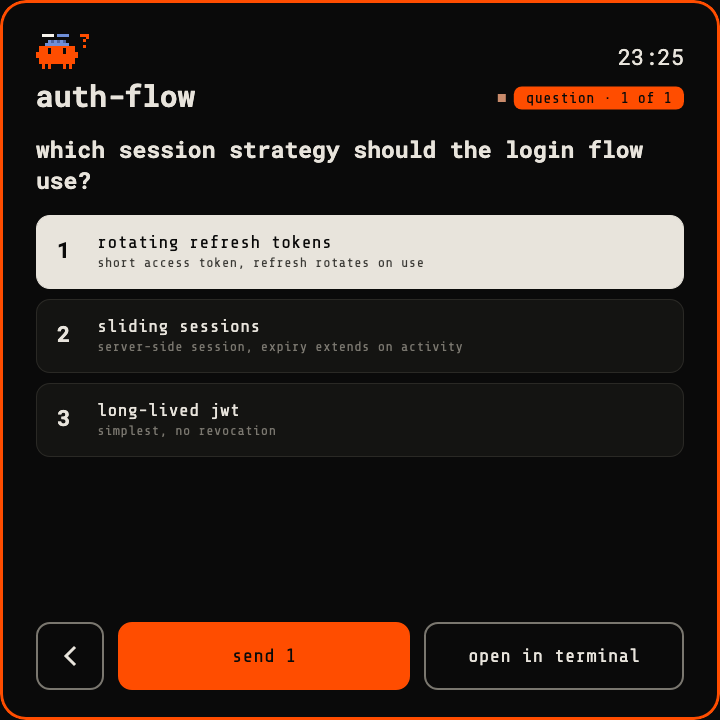 23:25
auth-flow
question · 1 of 1
which session strategy should the login flow
use?
1
rotating refresh tokens
short access token, refresh rotates on use
2
sliding sessions
server-side session, expiry extends on activity
3
long-lived jwt
simplest, no revocation
send 1
open in terminal